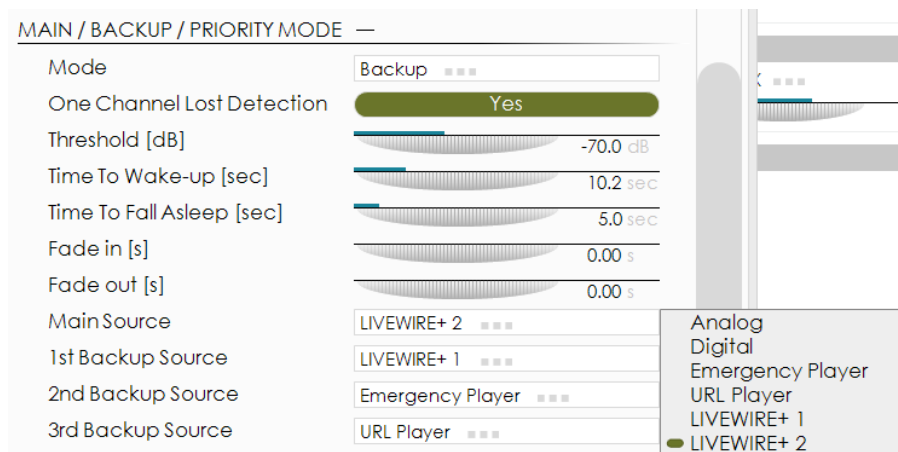 MAIN / BACKUP / PRIORITY MODE —
Mode Backup
One Channel Lost Detection Yes
Threshold [dB] -70.0 dB
Time To Wake-up [sec] 10.2 sec
Time To Fall Asleep [sec] 5.0 sec
Fade in [s] 0.00 s
Fade out [s] 0.00 s
Main Source LIVEWIRE+ 2
1st Backup Source LIVEWIRE+ 1
2nd Backup Source Emergency Player
3rd Backup Source URL Player
Analog
Digital
Emergency Player
URL Player
LIVEWIRE+ 1
LIVEWIRE+ 2